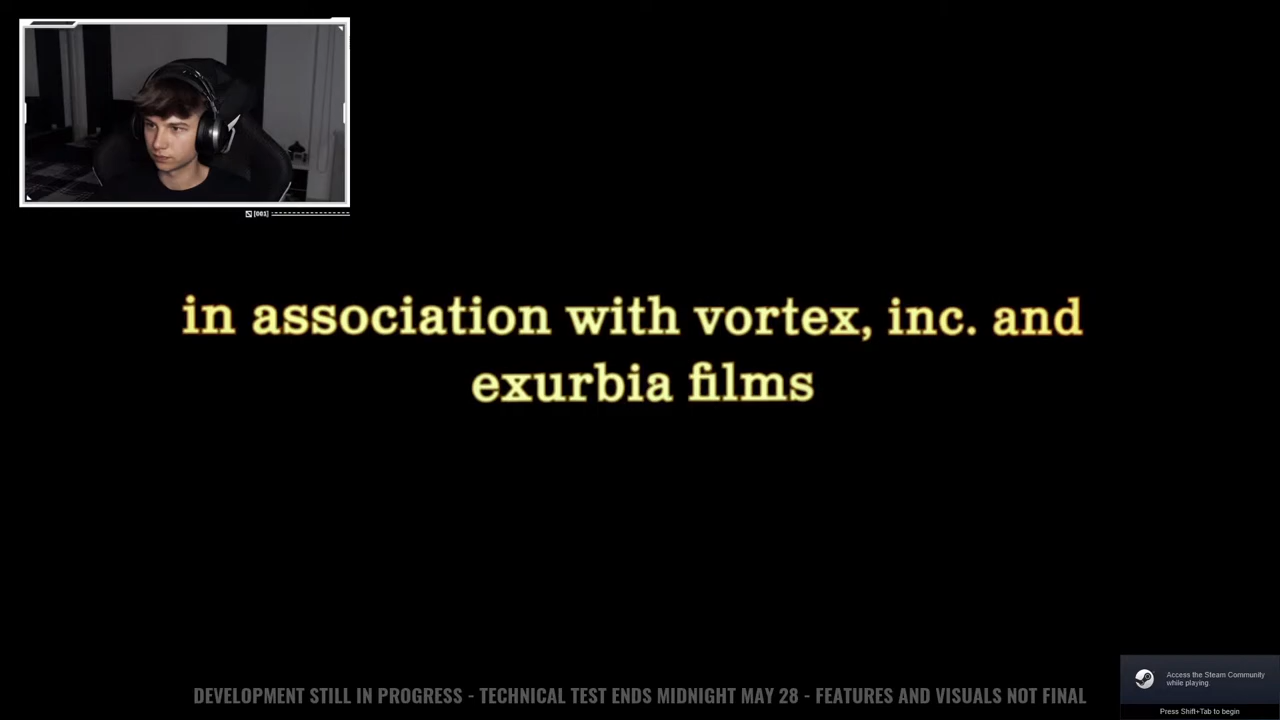 [001]
in association with vortex, inc. and
exurbia films
DEVELOPMENT STILL IN PROGRESS - TECHNICAL TEST ENDS MIDNIGHT MAY 28 - FEATURES AND VISUALS NOT FINAL
Access the Steam Community
while playing.
Press Shift+Tab to begin